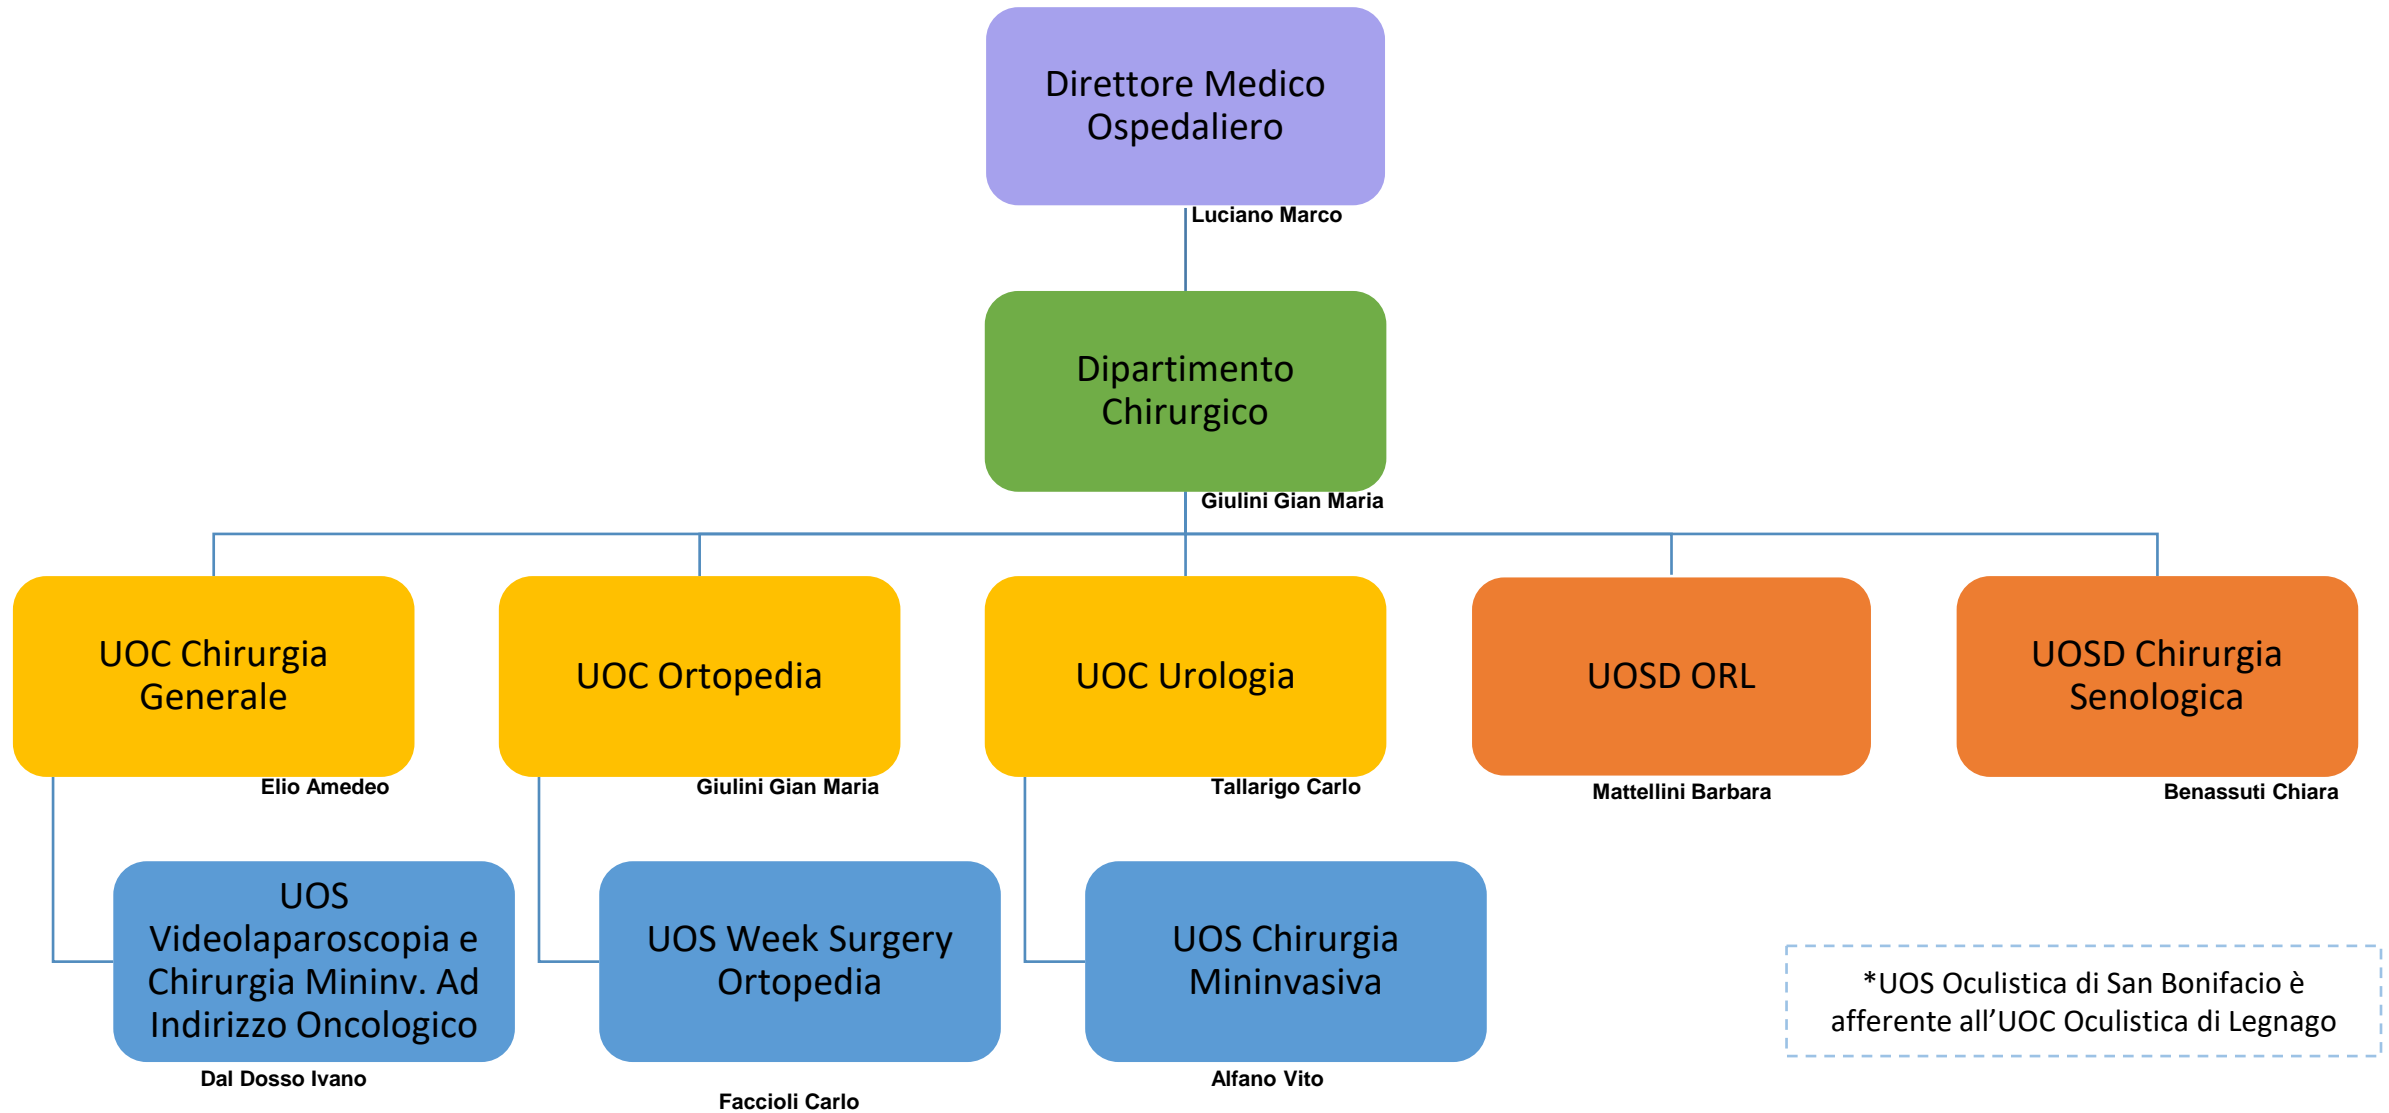 Direttore Medico
Ospedaliero
Luciano Marco
Dipartimento
Chirurgico
Giulini Gian Maria
UOC Chirurgia
Generale
Elio Amedeo
UOC Ortopedia
Giulini Gian Maria
UOC Urologia
Tallarigo Carlo
UOSD ORL
Mattellini Barbara
UOSD Chirurgia
Senologica
Benassuti Chiara
UOS
Videolaparoscopia e
Chirurgia Mininv. Ad
Indirizzo Oncologico
Dal Dosso Ivano
UOS Week Surgery
Ortopedia
Faccioli Carlo
UOS Chirurgia
Mininvasiva
Alfano Vito
*UOS Oculistica di San Bonifacio è
afferente all’UOC Oculistica di Legnago